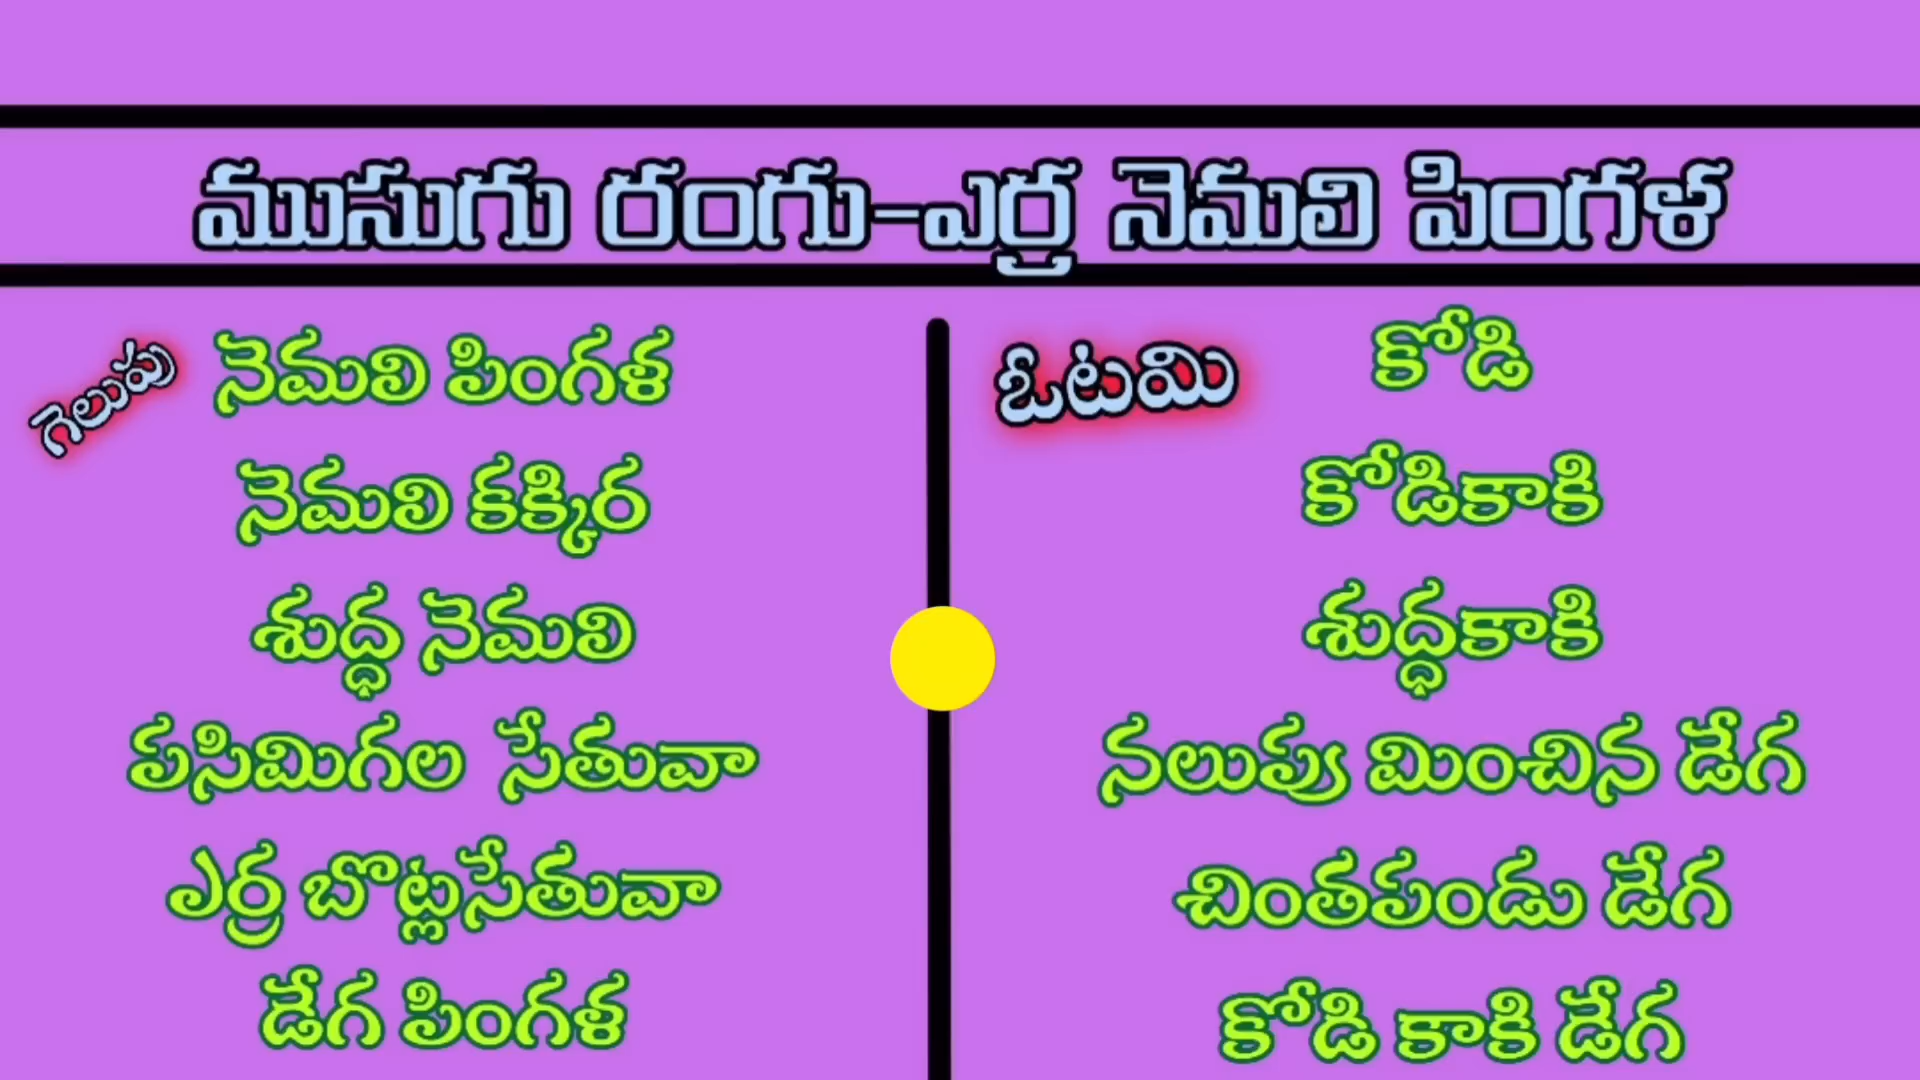 ముసుగు రంగు-ఎర్ర నెమలి పింగళ
గెలుపు
నెమలి పింగళ
నెమలి కక్కిర
శుద్ధ నెమలి
పసిమిగల సేతువా
ఎర్ర బొట్లసేతువా
డేగ పింగళ
ఓటమి
కోడి
కోడికాకి
శుద్ధకాకి
నలుపు మించిన డేగ
చింతపండు డేగ
కోడి కాకి డేగ